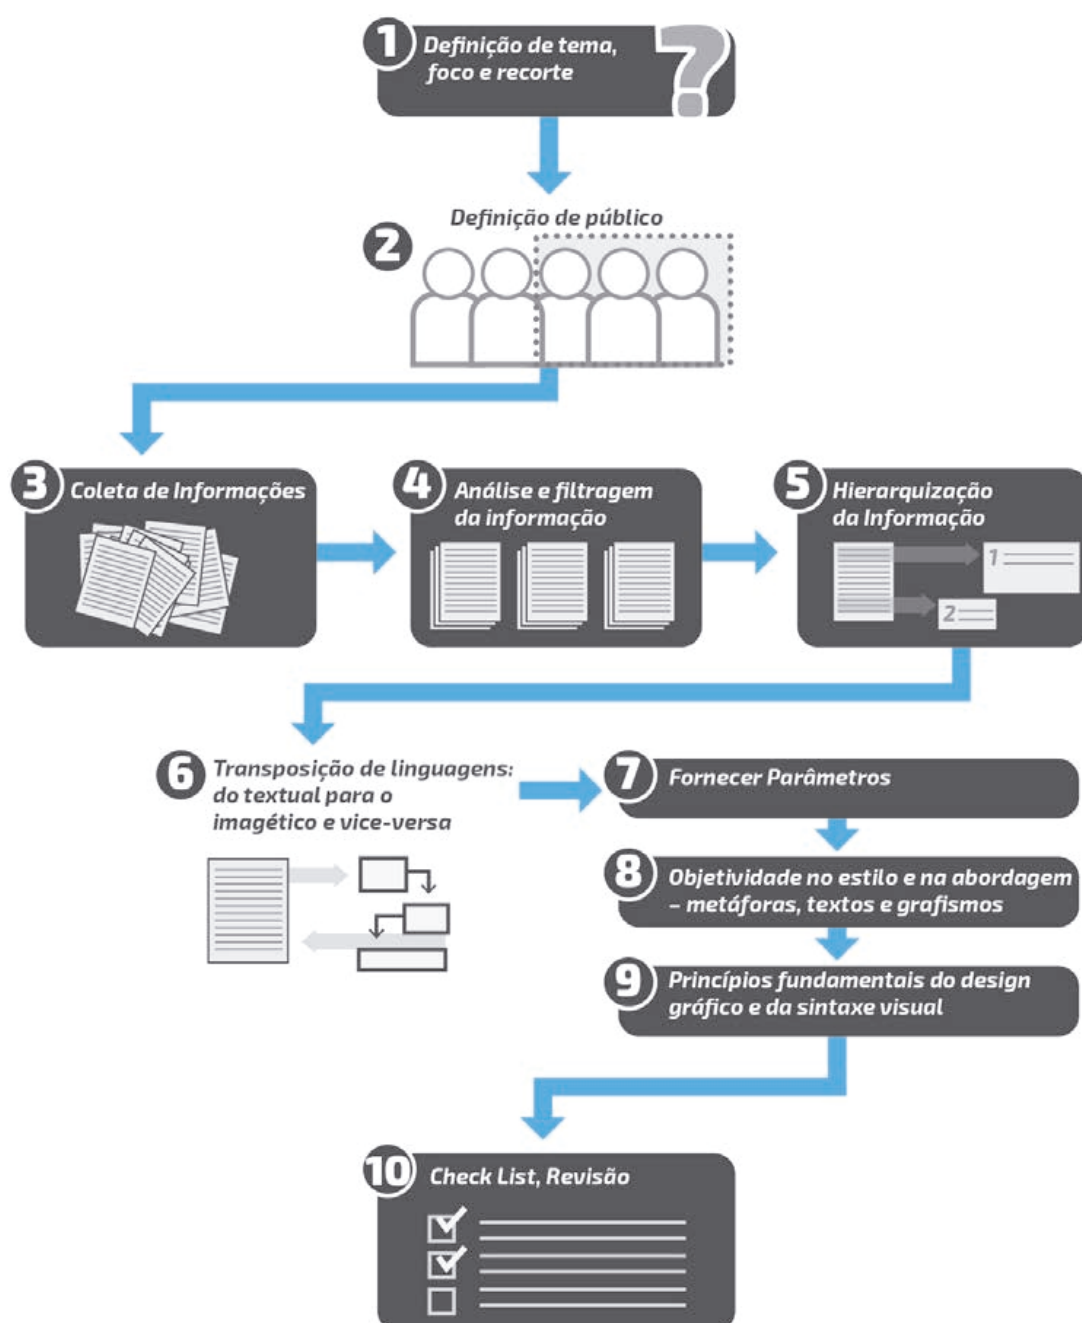 1
Definição de tema,
foco e recorte
?
Definição de público
2
3
Coleta de Informações
4
Análise e filtragem
da informação
5
Hierarquização
da Informação
1
2
6
Transposição de linguagens:
do textual para o
imagético e vice-versa
7
Fornecer Parâmetros
8
Objetividade no estilo e na abordagem
– metáforas, textos e grafismos
9
Princípios fundamentais do design
gráfico e da sintaxe visual
10
Check List, Revisão